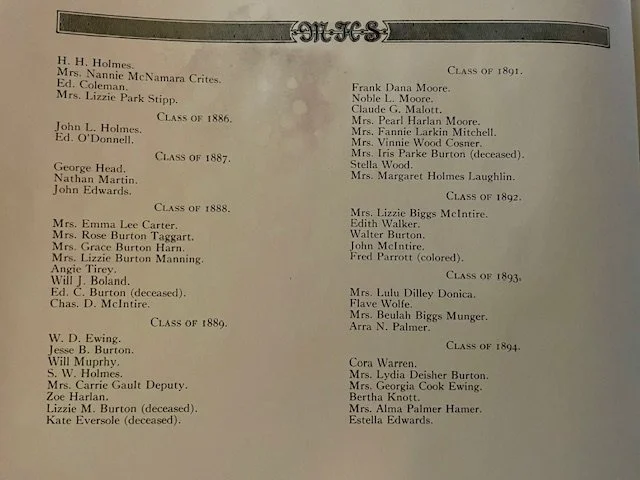 M·H·S
H. H. Holmes.
Mrs. Nannie McNamara Crites.
Ed. Coleman.
Mrs. Lizzie Park Stipp.
Class of 1886.
John L. Holmes.
Ed. O'Donnell.
Class of 1887.
George Head.
Nathan Martin.
John Edwards.
Class of 1888.
Mrs. Emma Lee Carter.
Mrs. Rose Burton Taggart.
Mrs. Grace Burton Harn.
Mrs. Lizzie Burton Manning.
Angie Tirey.
Will J. Boland.
Ed. C. Burton (deceased).
Chas. D. McIntire.
Class of 1889.
W. D. Ewing.
Jesse B. Burton.
Will Muprhy.
S. W. Holmes.
Mrs. Carrie Gault Deputy.
Zoe Harlan.
Lizzie M. Burton (deceased).
Kate Eversole (deceased).
Class of 1891.
Frank Dana Moore.
Noble L. Moore.
Claude G. Malott.
Mrs. Pearl Harlan Moore.
Mrs. Fannie Larkin Mitchell.
Mrs. Vinnie Wood Cosner.
Mrs. Iris Parke Burton (deceased).
Stella Wood.
Mrs. Margaret Holmes Laughlin.
Class of 1892.
Mrs. Lizzie Biggs McIntire.
Edith Walker.
Walter Burton.
John McIntire.
Fred Parrott (colored).
Class of 1893.
Mrs. Lulu Dilley Donica.
Flave Wolfe.
Mrs. Beulah Biggs Munger.
Arra N. Palmer.
Class of 1894.
Cora Warren.
Mrs. Lydia Deisher Burton.
Mrs. Georgia Cook Ewing.
Bertha Knott.
Mrs. Alma Palmer Hamer.
Estella Edwards.